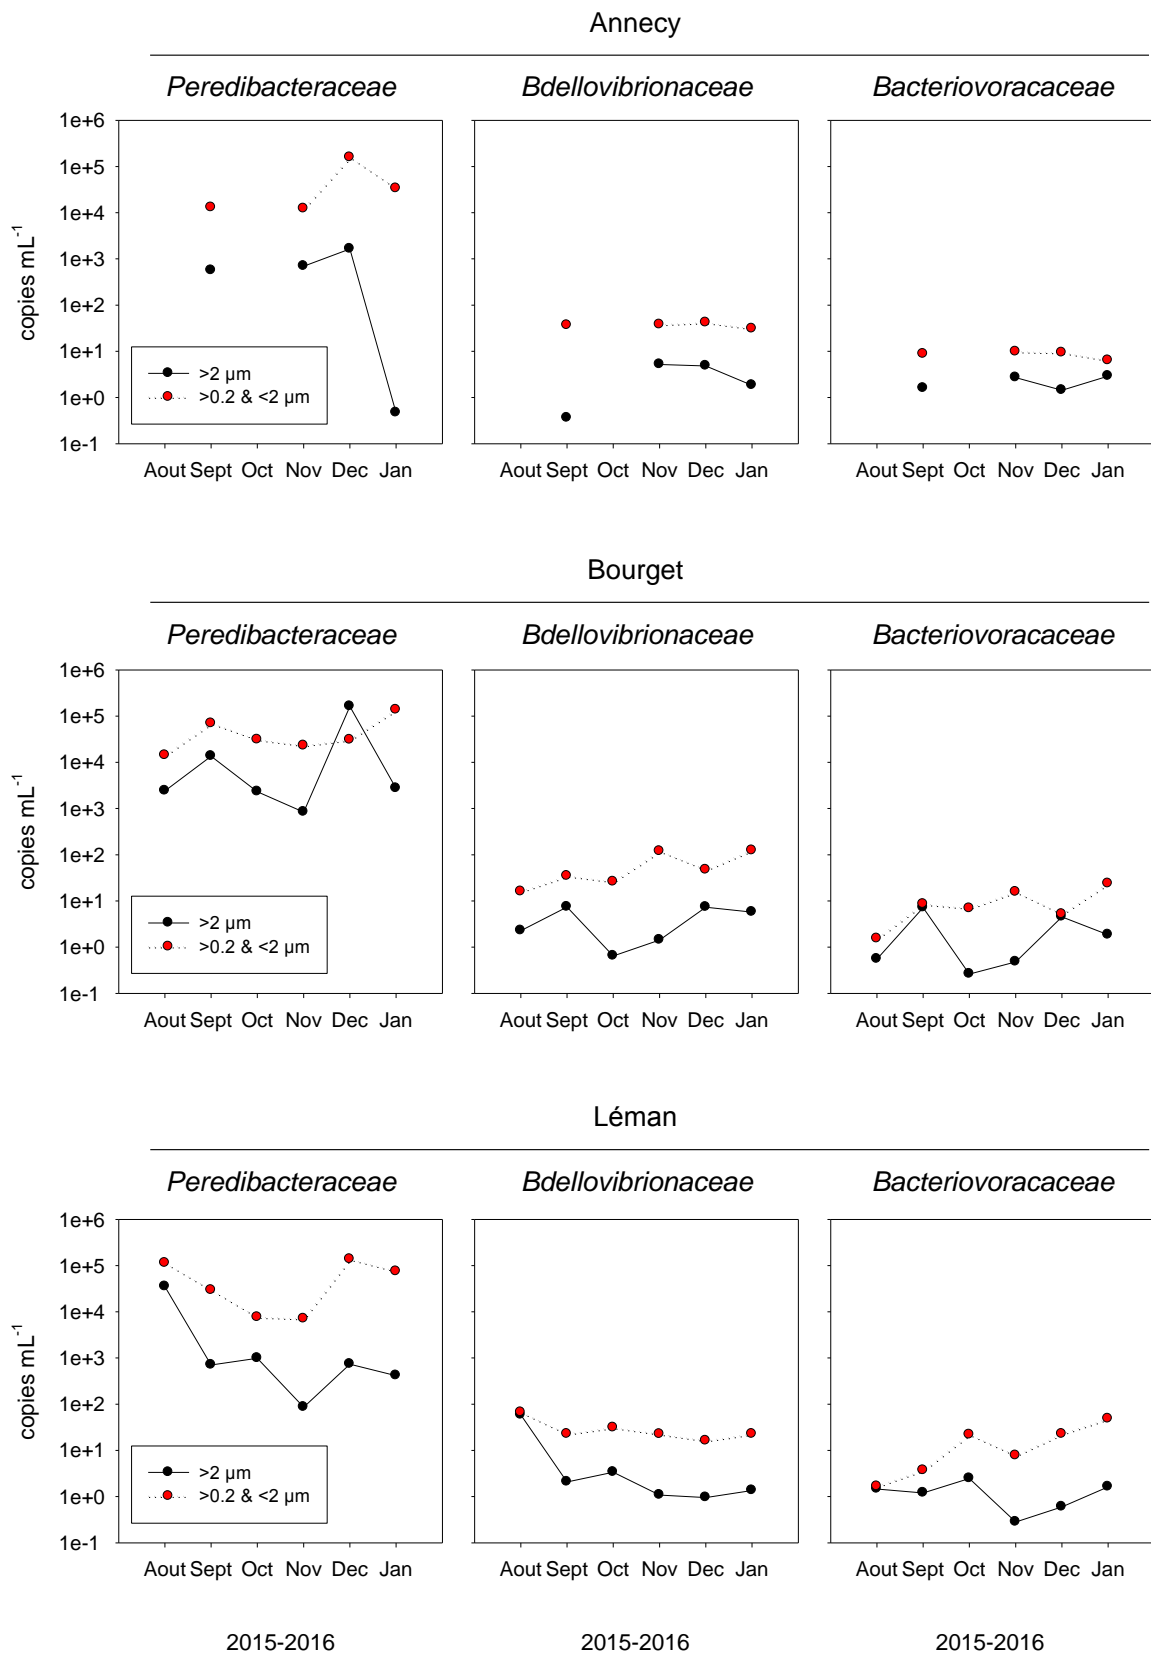 Annecy
Peredibacteraceae Bdellovibrionaceae Bacteriovoracaceae
copies mL⁻¹
1e+6
1e+5
1e+4
1e+3
1e+2
1e+1
1e+0
1e-1
>2 µm
>0.2 & <2 µm
Aout Sept Oct Nov Dec Jan Aout Sept Oct Nov Dec Jan Aout Sept Oct Nov Dec Jan
Bourget
Peredibacteraceae Bdellovibrionaceae Bacteriovoracaceae
copies mL⁻¹
1e+6
1e+5
1e+4
1e+3
1e+2
1e+1
1e+0
1e-1
>2 µm
>0.2 & <2 µm
Aout Sept Oct Nov Dec Jan Aout Sept Oct Nov Dec Jan Aout Sept Oct Nov Dec Jan
Léman
Peredibacteraceae Bdellovibrionaceae Bacteriovoracaceae
copies mL⁻¹
1e+6
1e+5
1e+4
1e+3
1e+2
1e+1
1e+0
1e-1
>2 µm
>0.2 & <2 µm
Aout Sept Oct Nov Dec Jan Aout Sept Oct Nov Dec Jan Aout Sept Oct Nov Dec Jan
2015-2016 2015-2016 2015-2016